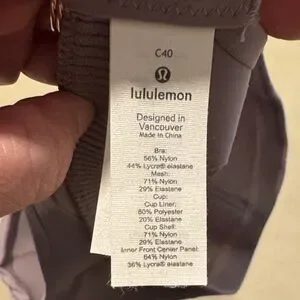 C40
lululemon
Designed in
Vancouver
Made in China
Bra:
56% Nylon
44% Lycra® elastane
Mesh:
71% Nylon
29% Elastane
Cup:
Cup Liner:
80% Polyester
20% Elastane
Cup Shell:
71% Nylon
29% Elastane
Inner Front Center Panel:
64% Nylon
36% Lycra® elastane